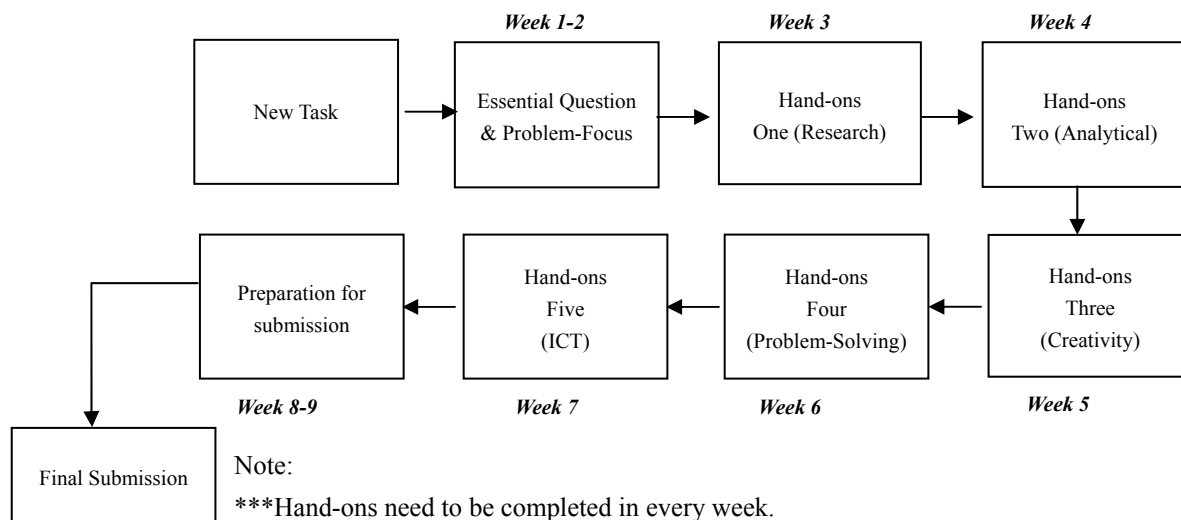 Week 1-2
Week 3
Week 4
New Task
Essential Question
& Problem-Focus
Hand-ons
One (Research)
Hand-ons
Two (Analytical)
Hand-ons
Three
(Creativity)
Hand-ons
Four
(Problem-Solving)
Hand-ons
Five
(ICT)
Preparation for
submission
Week 8-9
Week 7
Week 6
Week 5
Final Submission
Note:
***Hand-ons need to be completed in every week.